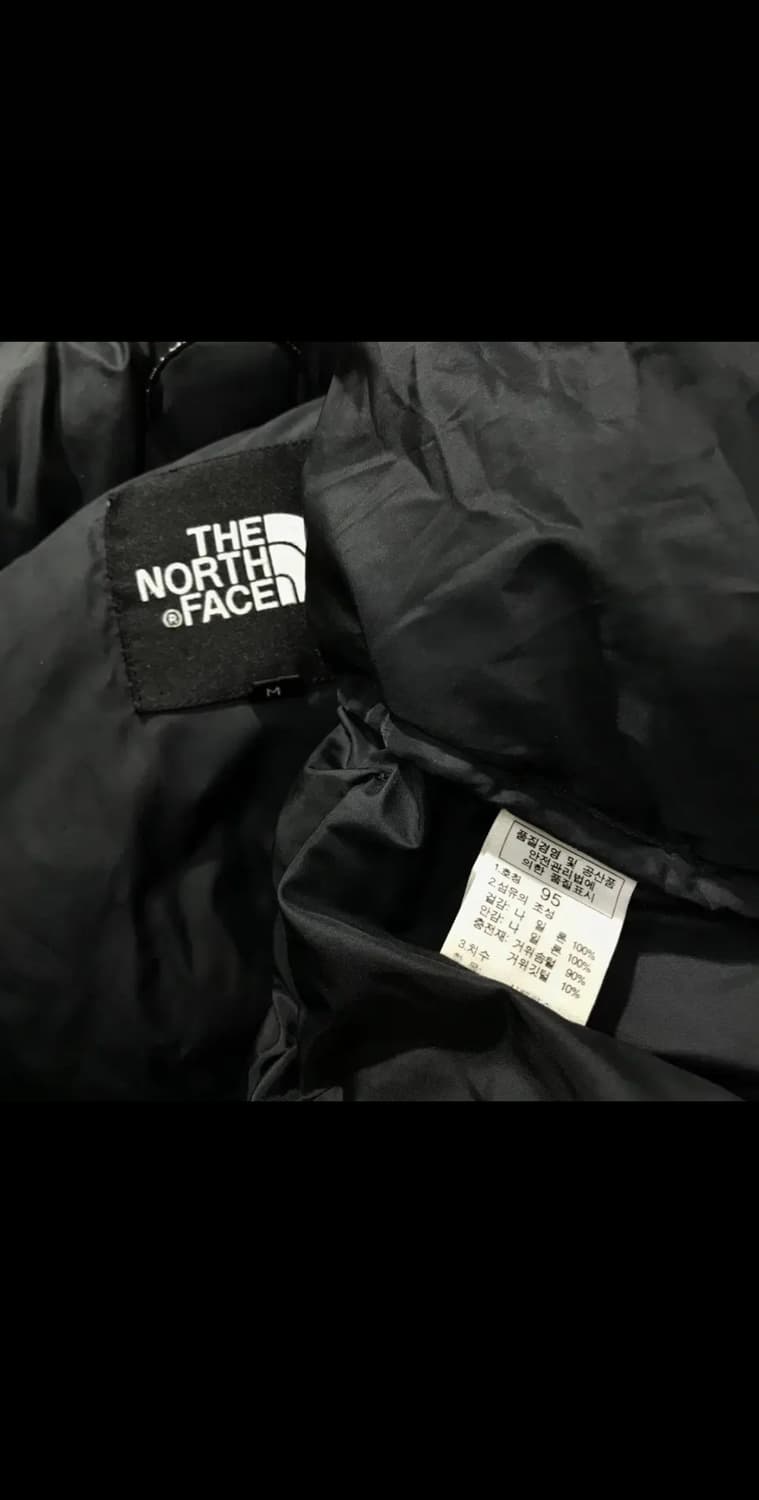 THE
NORTH
®FACE
M
품질경영 및 공산품
안전관리법에
의한 품질표시
1.호칭 95
2.섬유의 조성
겉감: 나 일 론 100%
안감: 나 일 론 100%
충전재: 거위솜털 90%
거위깃털 10%
3.치수